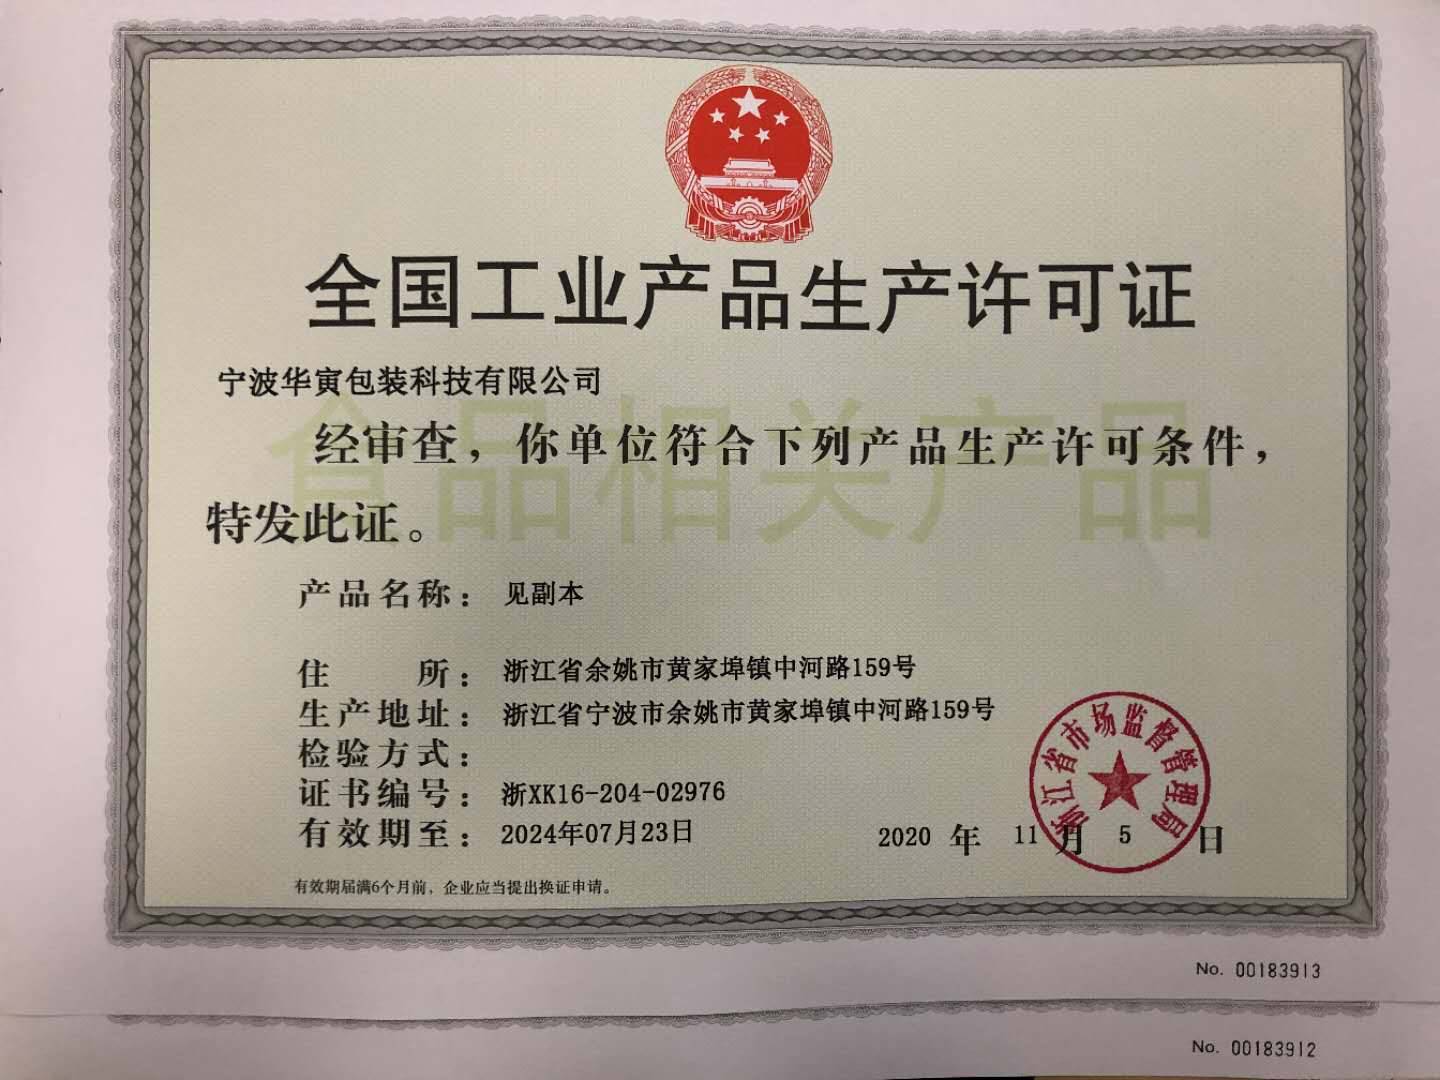 全国工业产品生产许可证
宁波华寅包装科技有限公司
食品相关产品
经审查，你单位符合下列产品生产许可条件，
特发此证。
产品名称：见副本
住所：浙江省余姚市黄家埠镇中河路159号
生产地址：浙江省宁波市余姚市黄家埠镇中河路159号
检验方式：
证书编号：浙XK16-204-02976
有效期至：2024年07月23日
2020 年 11 月 5 日
浙江省市场监督管理局
有效期届满6个月前，企业应当提出换证申请。
No. 00183913
No. 00183912